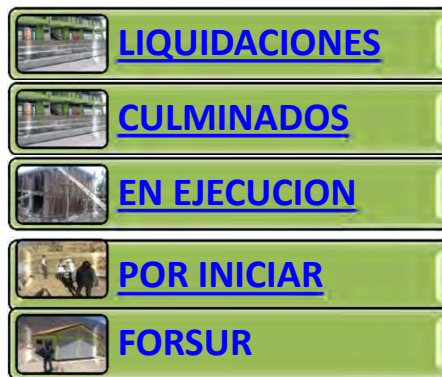 LIQUIDACIONES
CULMINADOS
EN EJECUCION
POR INICIAR
FORSUR